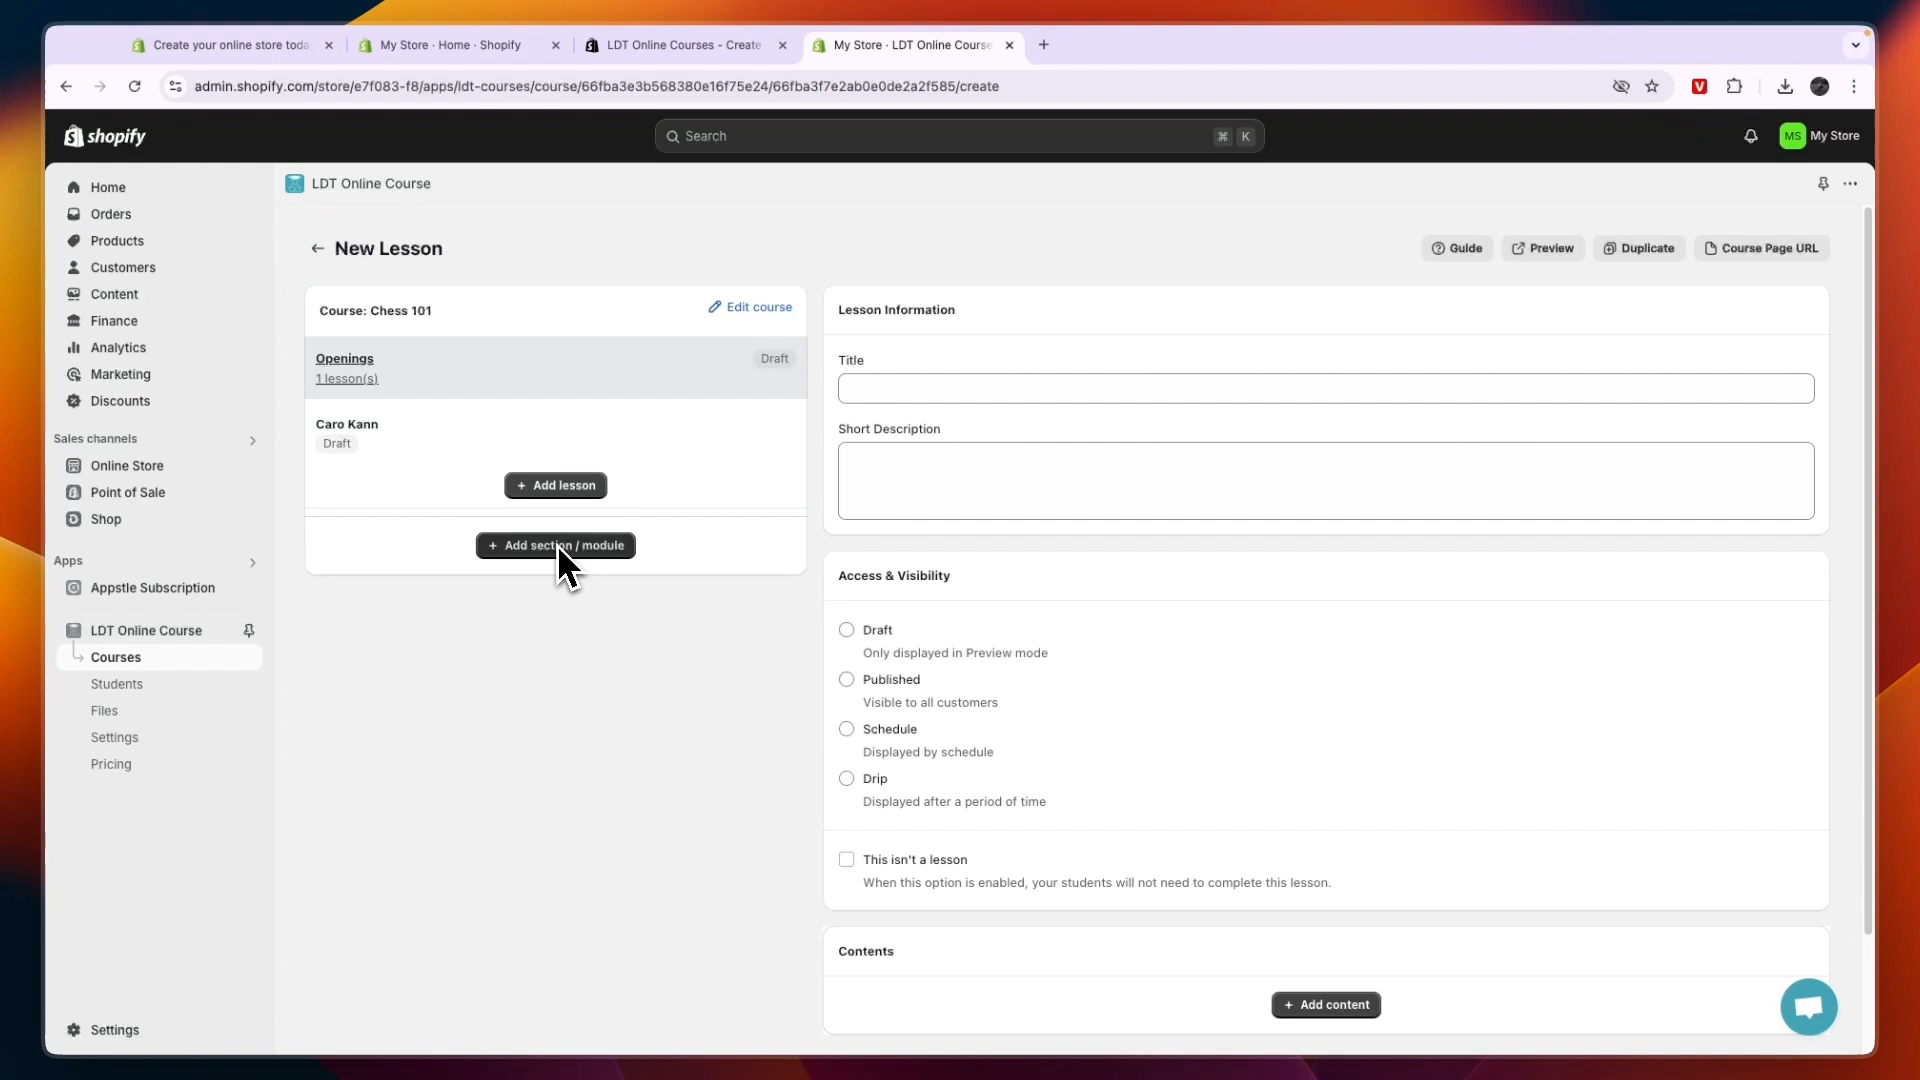 Create your online store toda
My Store · Home · Shopify
LDT Online Courses - Create
My Store · LDT Online Course
admin.shopify.com/store/e7f083-f8/apps/ldt-courses/course/66fba3e3b568380e16f75e24/66fba3f7e2ab0e0de2a2f585/create
V
shopify
Search
⌘ K
MS
My Store
Home
Orders
Products
Customers
Content
Finance
Analytics
Marketing
Discounts
Sales channels
Online Store
Point of Sale
Shop
Apps
Appstle Subscription
LDT Online Course
Courses
Students
Files
Settings
Pricing
Settings
LDT Online Course
New Lesson
Guide
Preview
Duplicate
Course Page URL
Course: Chess 101
Edit course
Openings
Draft
1 lesson(s)
Caro Kann
Draft
+ Add lesson
+ Add section / module
Lesson Information
Title
Short Description
Access & Visibility
Draft
Only displayed in Preview mode
Published
Visible to all customers
Schedule
Displayed by schedule
Drip
Displayed after a period of time
This isn't a lesson
When this option is enabled, your students will not need to complete this lesson.
Contents
+ Add content